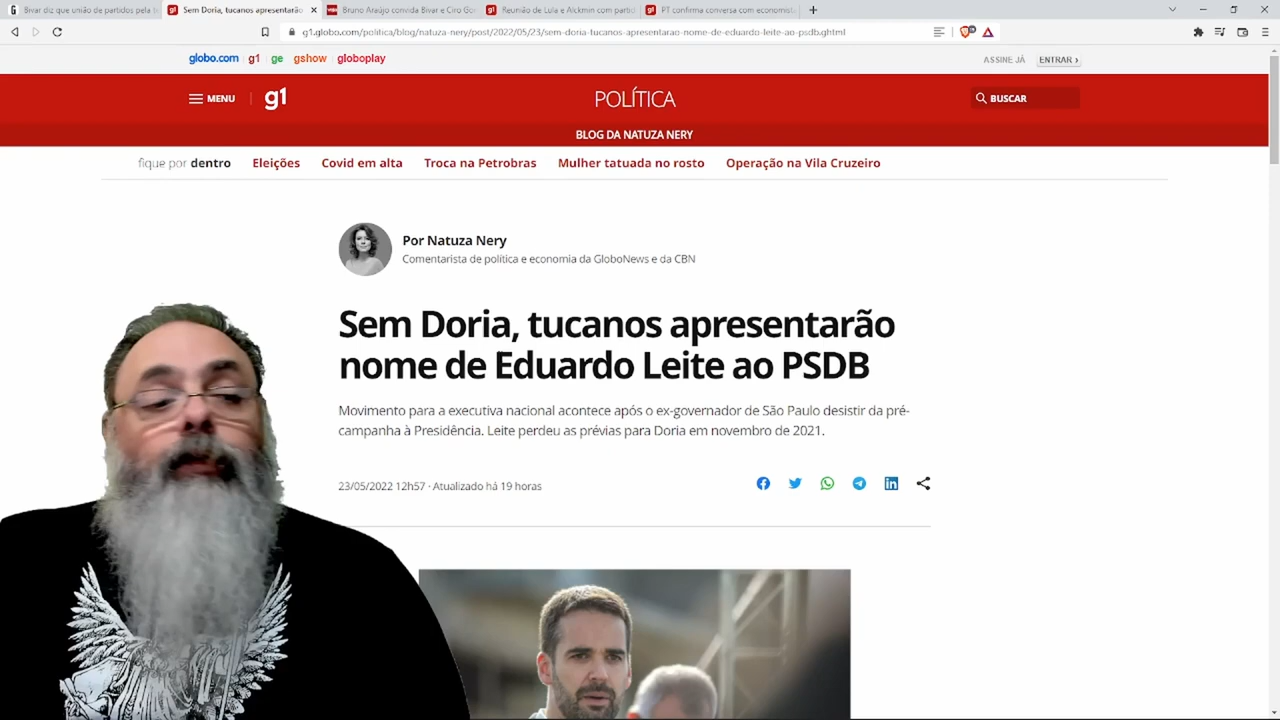 Bivar diz que união de partidos pela t
Sem Doria, tucanos apresentarão
Bruno Araújo convida Bivar e Ciro Go
Reunião de Lula e Alckmin com partid
PT confirma conversa com economista
g1.globo.com/politica/blog/natuza-nery/post/2022/05/23/sem-doria-tucanos-apresentarao-nome-de-eduardo-leite-ao-psdb.ghtml
globo.com g1 ge gshow globoplay
ASSINE JÁ ENTRAR ›
MENU g1 POLÍTICA BUSCAR
BLOG DA NATUZA NERY
fique por dentro Eleições Covid em alta Troca na Petrobras Mulher tatuada no rosto Operação na Vila Cruzeiro
Por Natuza Nery
Comentarista de política e economia da GloboNews e da CBN
Sem Doria, tucanos apresentarão
nome de Eduardo Leite ao PSDB
Movimento para a executiva nacional acontece após o ex-governador de São Paulo desistir da pré-
campanha à Presidência. Leite perdeu as prévias para Doria em novembro de 2021.
23/05/2022 12h57 · Atualizado há 19 horas